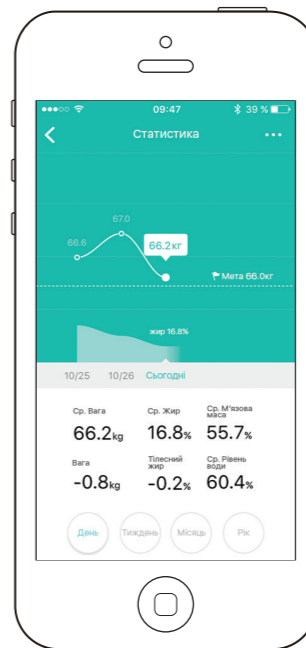 09:47
39 %
Статистика
67.0
66.6
66.2кг
Мета 66.0кг
жир 16.8%
10/25 10/26 Сьогодні
Ср. Вага Ср. Жир Ср. М'язова маса
66.2kg 16.8% 55.7%
Вага Тілесний жир Ср. Рівень води
-0.8kg -0.2% 60.4%
День Тиждень Місяць Рік